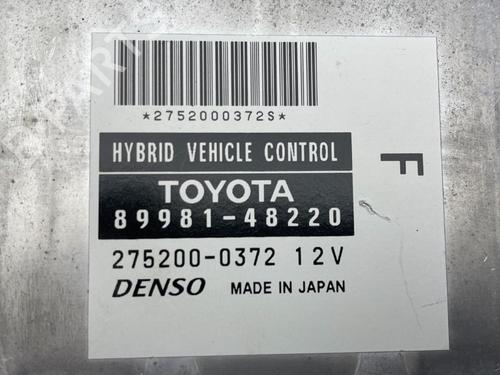 *2752000372S*
HYBRID VEHICLE CONTROL
F
TOYOTA
89981-48220
275200-0372 12V
DENSO MADE IN JAPAN